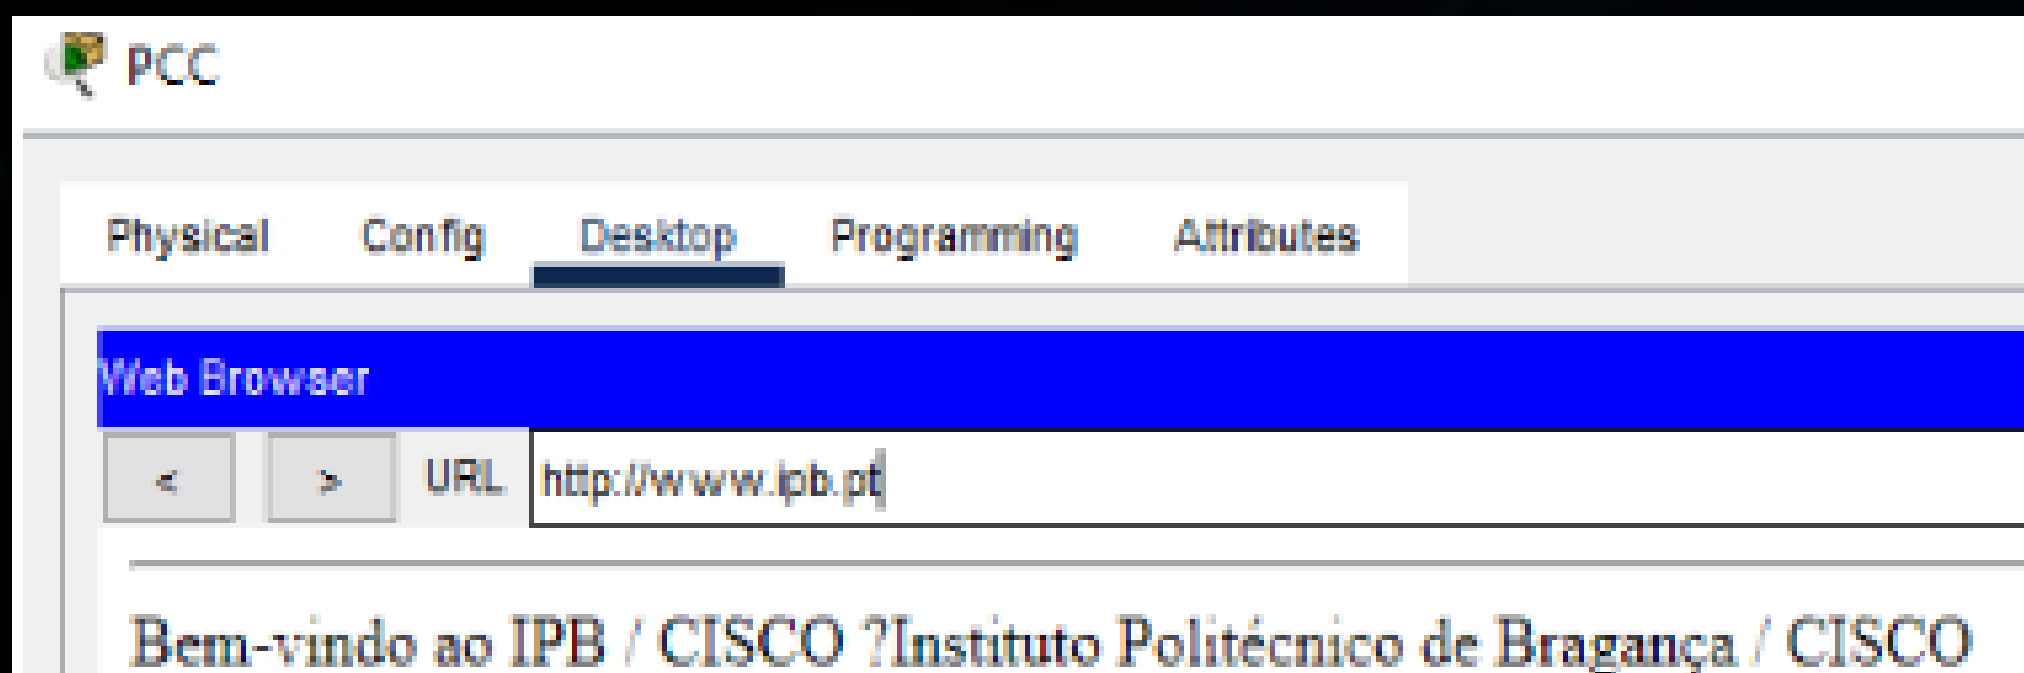 PCC
Physical Config Desktop Programming Attributes
Web Browser
< > URL http://www.ipb.pt
Bem-vindo ao IPB / CISCO ?Instituto Politécnico de Bragança / CISCO